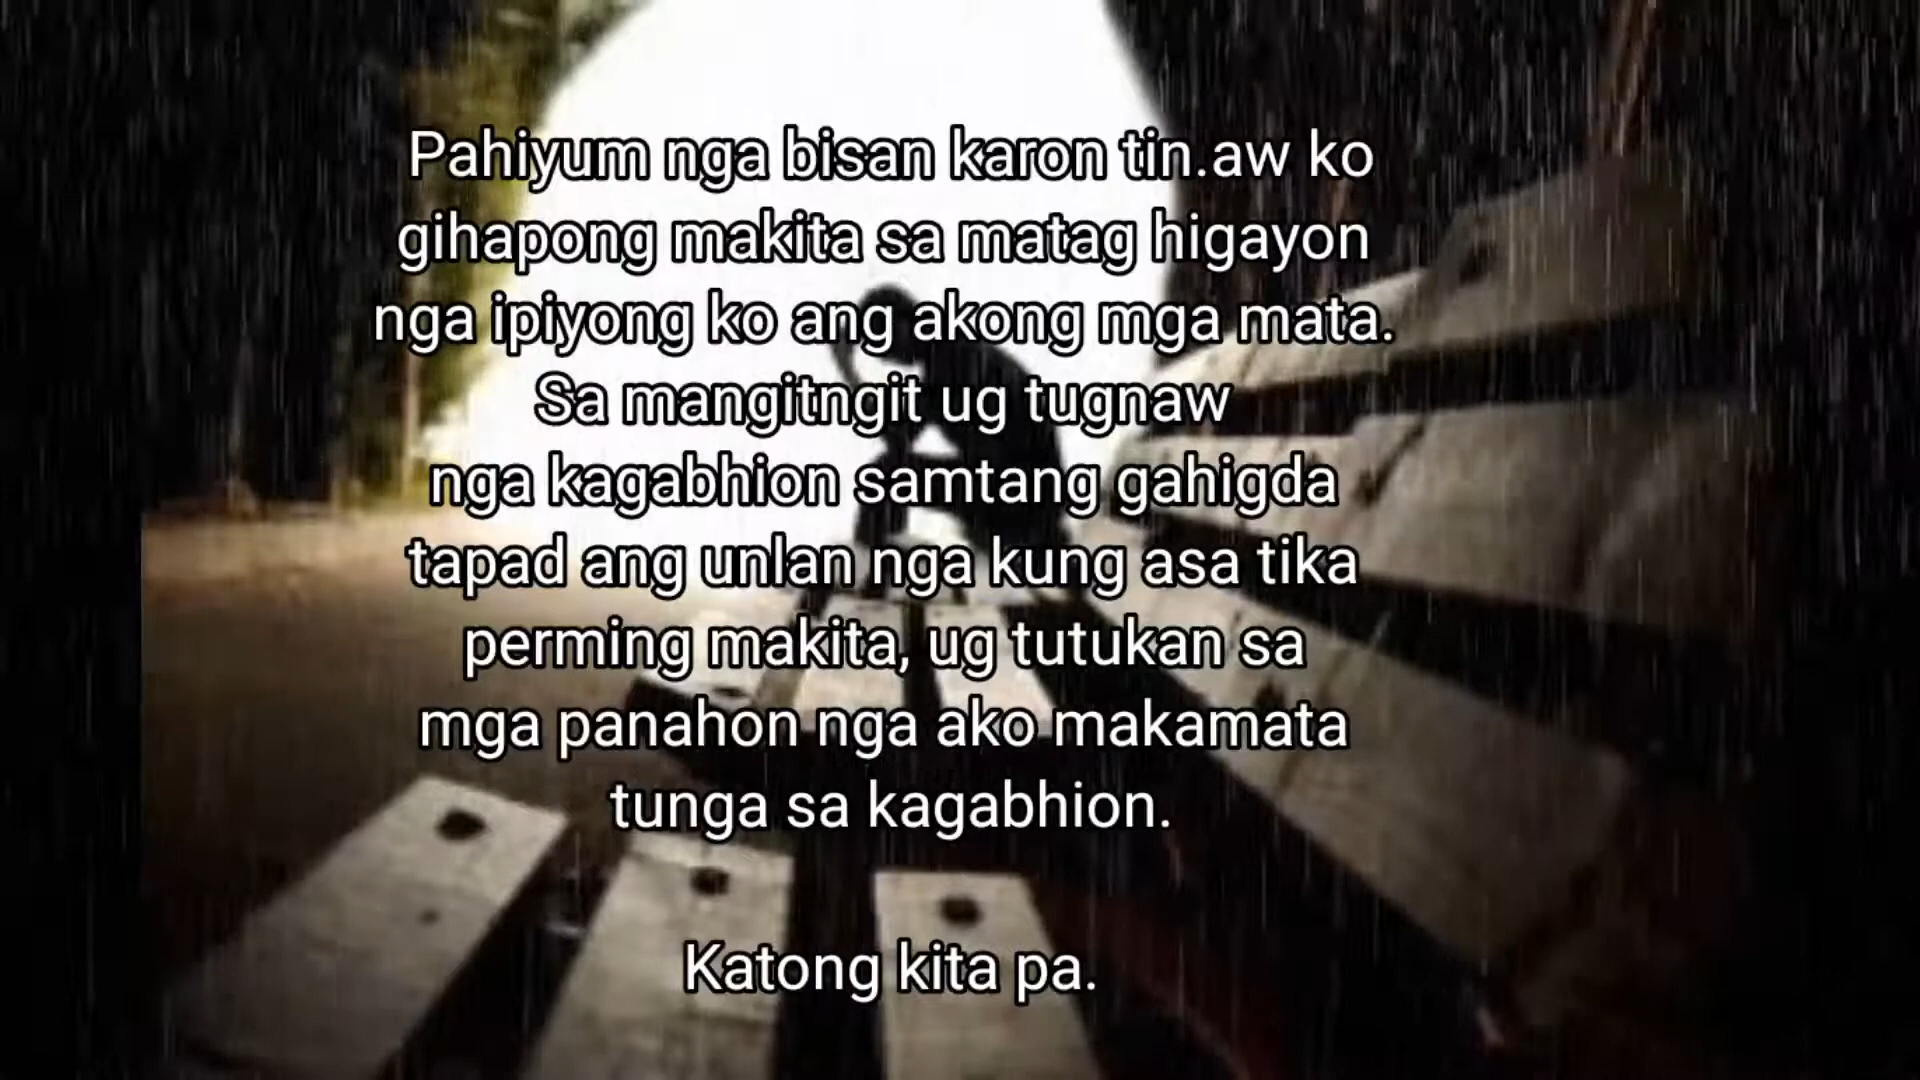 Pahiyum nga bisan karon tin.aw ko
gihapong makita sa matag higayon
nga ipiyong ko ang akong mga mata.
Sa mangitngit ug tugnaw
nga kagabhion samtang gahigda
tapad ang unlan nga kung asa tika
perming makita, ug tutukan sa
mga panahon nga ako makamata
tunga sa kagabhion.
Katong kita pa.